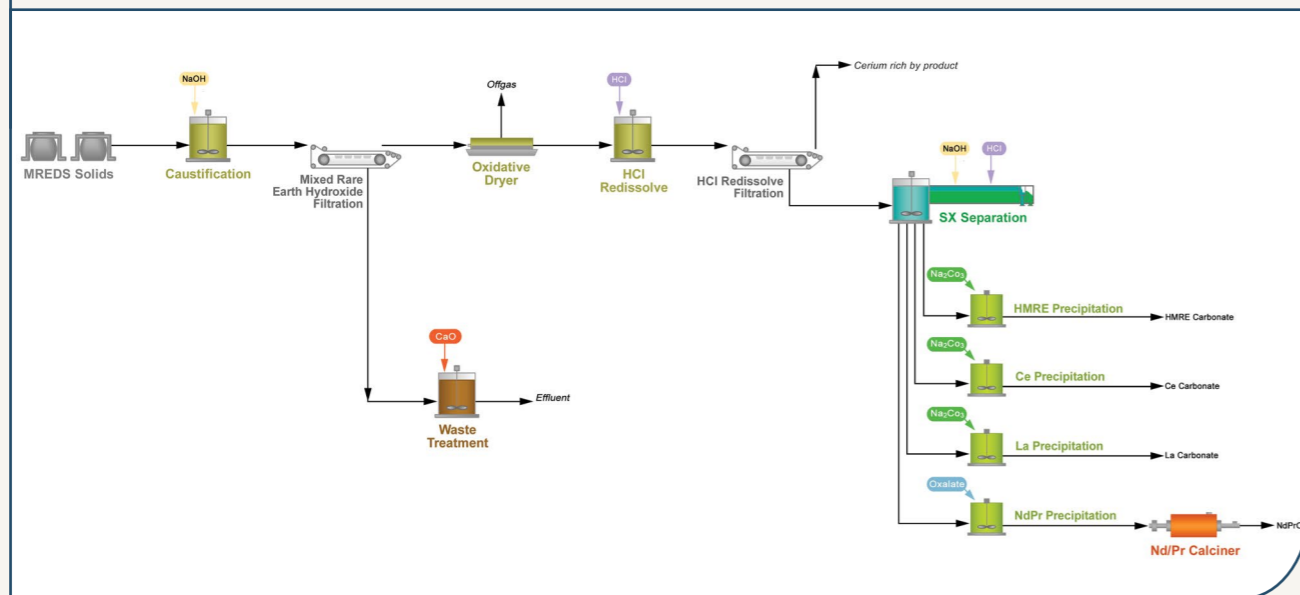 NaOH
MREDS Solids
Caustification
Mixed Rare
Earth Hydroxide
Filtration
Offgas
Oxidative
Dryer
HCl
HCl
Redissolve
Cerium rich by product
HCl Redissolve
Filtration
NaOH
HCl
SX Separation
CaO
Waste
Treatment
Effluent
Na₂Co₃
HMRE Precipitation
HMRE Carbonate
Na₂Co₃
Ce Precipitation
Ce Carbonate
Na₂Co₃
La Precipitation
La Carbonate
Oxalate
NdPr Precipitation
Nd/Pr Calciner